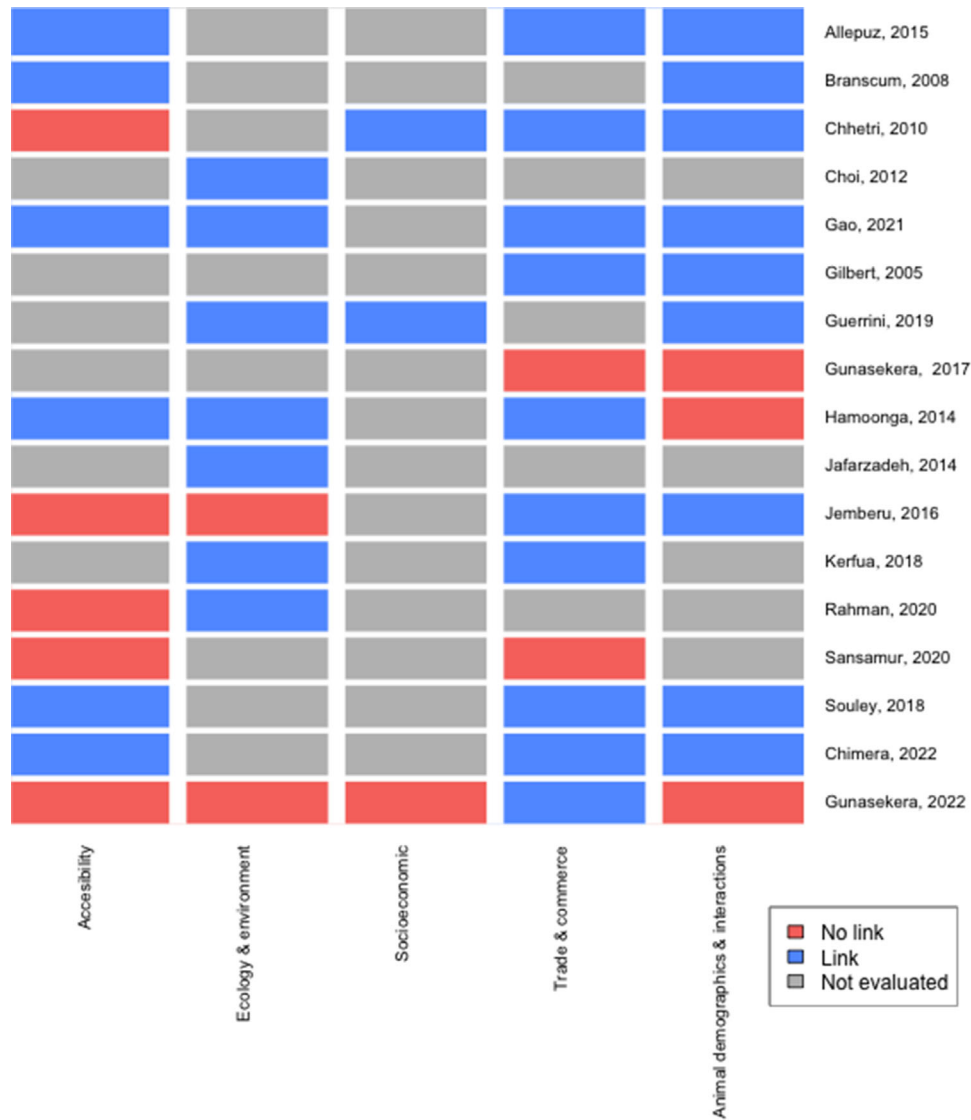 Allepuz, 2015
Branscum, 2008
Chhetri, 2010
Choi, 2012
Gao, 2021
Gilbert, 2005
Guerrini, 2019
Gunasekera, 2017
Hamoonga, 2014
Jafarzadeh, 2014
Jemberu, 2016
Kerfua, 2018
Rahman, 2020
Sansamur, 2020
Souley, 2018
Chimera, 2022
Gunasekera, 2022
Accesibility
Ecology & environment
Socioeconomic
Trade & commerce
Animal demographics & interactions
No link
Link
Not evaluated